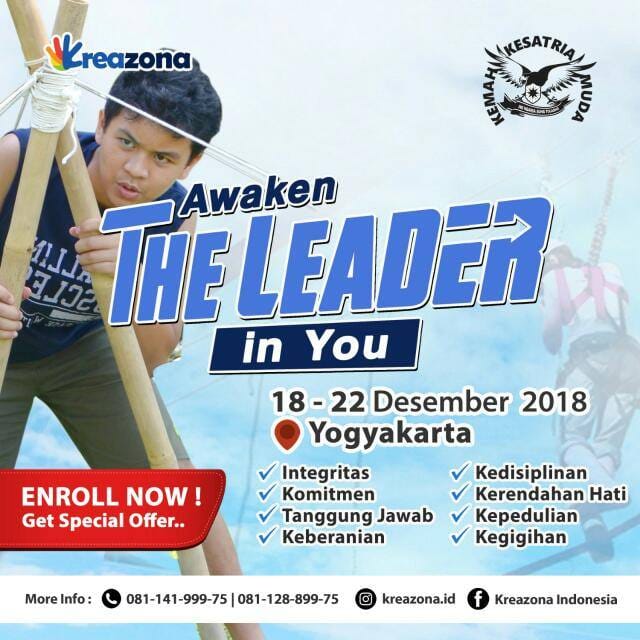 Kreazona
KEMAH KESATRIA MUDA
Awaken
THE LEADER
in You
18 - 22 Desember 2018
Yogyakarta
Integritas
Komitmen
Tanggung Jawab
Keberanian
Kedisiplinan
Kerendahan Hati
Kepedulian
Kegigihan
ENROLL NOW !
Get Special Offer..
More Info : 081-141-999-75 | 081-128-899-75 kreazona.id Kreazona Indonesia